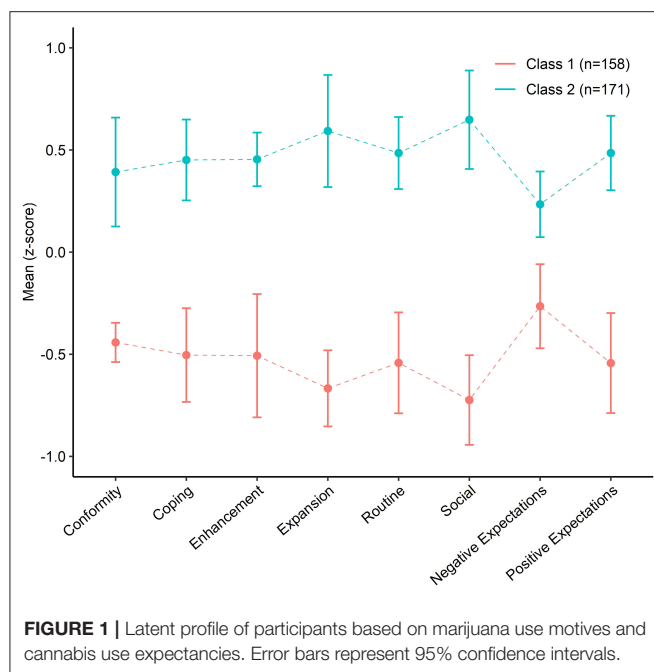 1.0
Class 1 (n=158)
Class 2 (n=171)
0.5
0.0
-0.5
-1.0
Mean (z-score)
Conformity
Coping
Enhancement
Expansion
Routine
Social
Negative Expectations
Positive Expectations
FIGURE 1 | Latent profile of participants based on marijuana use motives and
cannabis use expectancies. Error bars represent 95% confidence intervals.